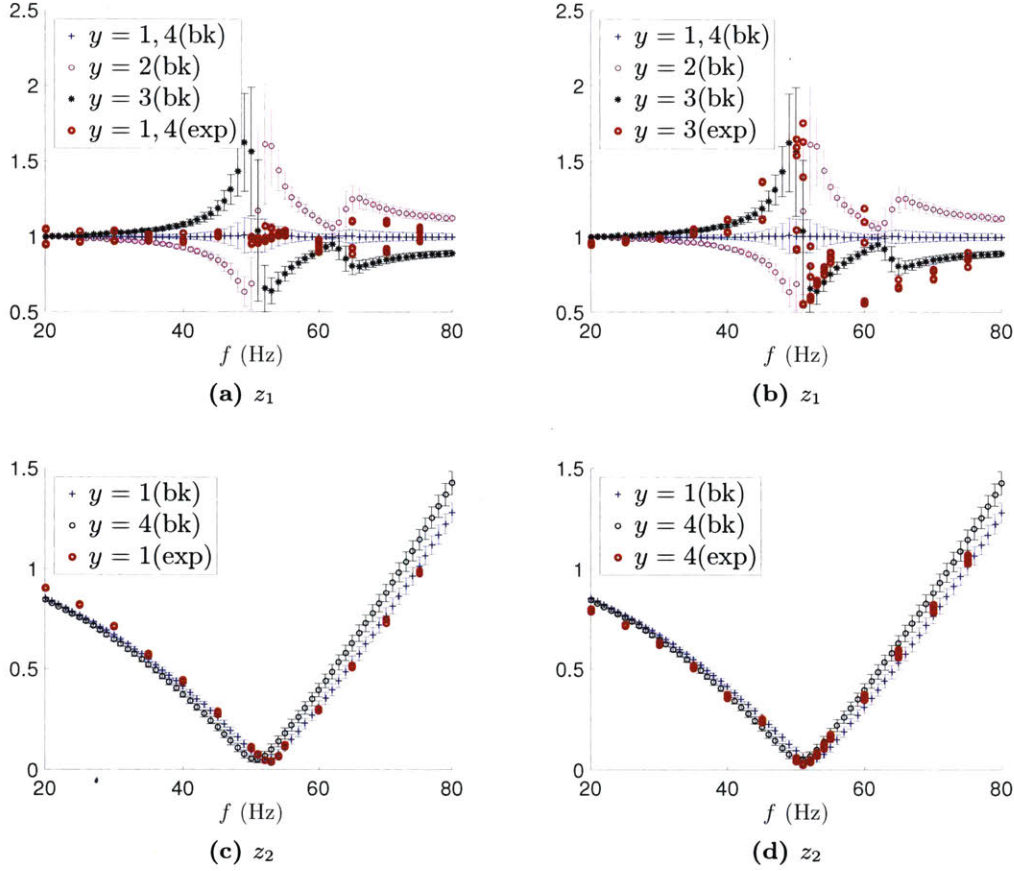 2.5
2
1.5
1
0.5
y = 1, 4(bk)
y = 2(bk)
y = 3(bk)
y = 1, 4(exp)
20 40 60 80
f (Hz)
(a) z₁
2.5
2
1.5
1
0.5
y = 1, 4(bk)
y = 2(bk)
y = 3(bk)
y = 3(exp)
20 40 60 80
f (Hz)
(b) z₁
1.5
1
0.5
0
y = 1(bk)
y = 4(bk)
y = 1(exp)
20 40 60 80
f (Hz)
(c) z₂
1.5
1
0.5
0
y = 1(bk)
y = 4(bk)
y = 4(exp)
20 40 60 80
f (Hz)
(d) z₂